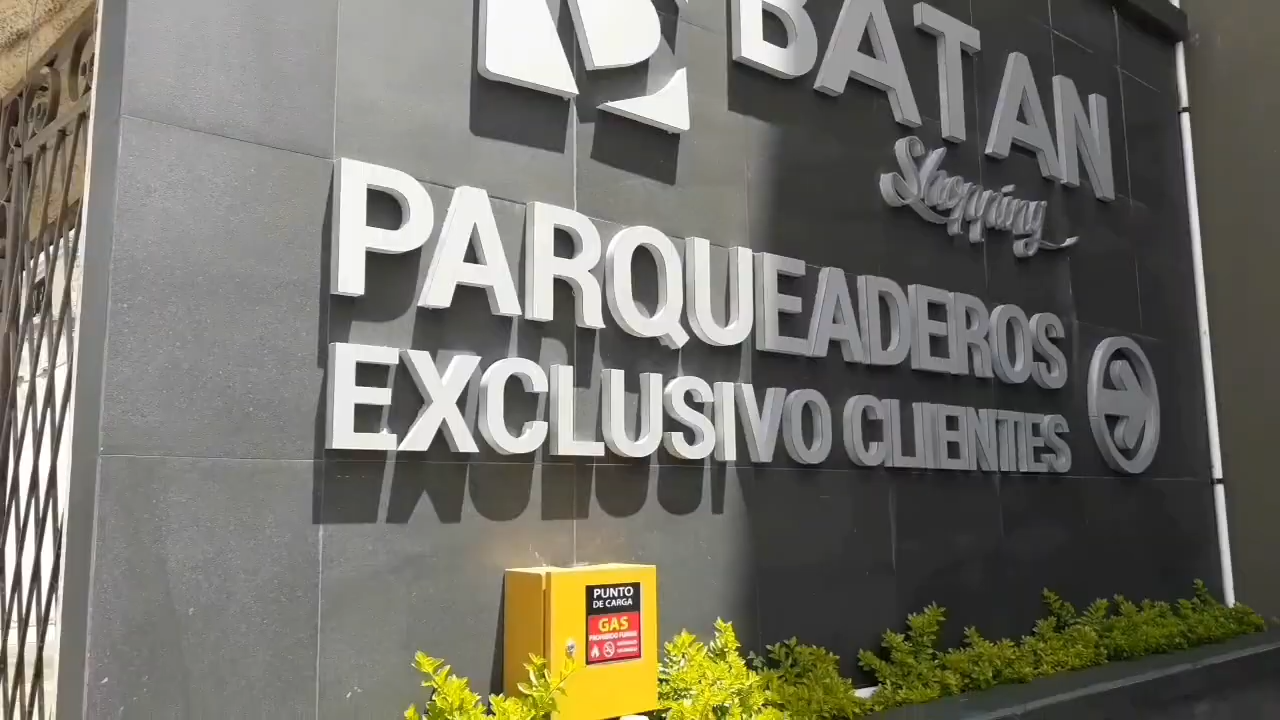 BATAN
Shopping
PARQUEADEROS
EXCLUSIVO CLIENTES
PUNTO
DE CARGA
GAS
PROHIBIDO FUMAR